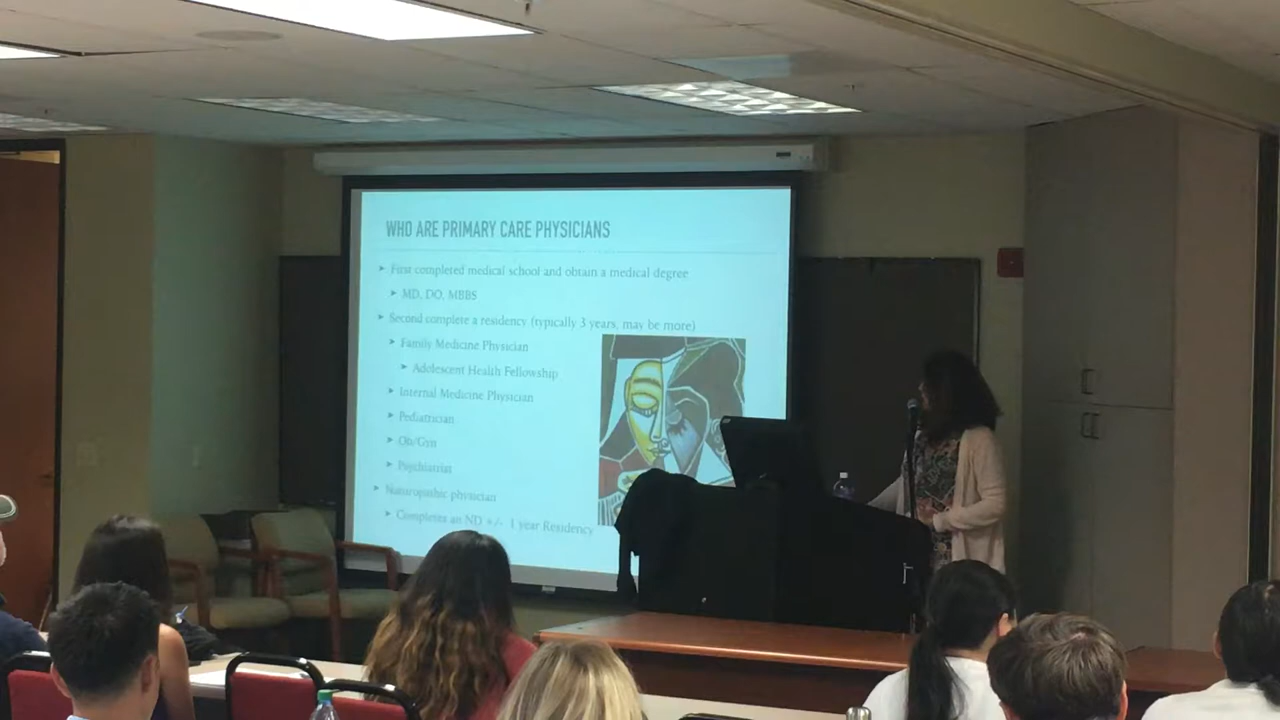 WHO ARE PRIMARY CARE PHYSICIANS
First completed medical school and obtain a medical degree
MD, DO, MBBS
Second complete a residency (typically 3 years, may be more)
Family Medicine Physician
Adolescent Health Fellowship
Internal Medicine Physician
Pediatrician
Ob/Gyn
Psychiatrist
Naturopathic physician
Completes an ND +/- 1 year Residency